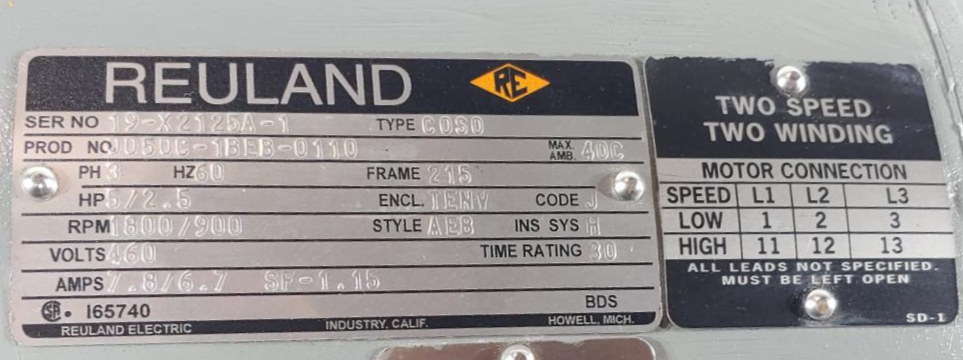 REULAND RE
SER NO 19-X2125A-1 TYPE COSO
PROD NO. 050C-1BEB-0110 MAX. AMB. 40C
PH 3 HZ 60 FRAME 215
HP 5/2.5 ENCL. TENV CODE J
RPM 1800/900 STYLE AEB INS SYS H
VOLTS 460 TIME RATING 30
AMPS 7.8/6.7 SF-1.15
SA 165740 BDS
REULAND ELECTRIC INDUSTRY, CALIF. HOWELL, MICH.
TWO SPEED
TWO WINDING
MOTOR CONNECTION
SPEED L1 L2 L3
LOW 1 2 3
HIGH 11 12 13
ALL LEADS NOT SPECIFIED.
MUST BE LEFT OPEN
SD-1